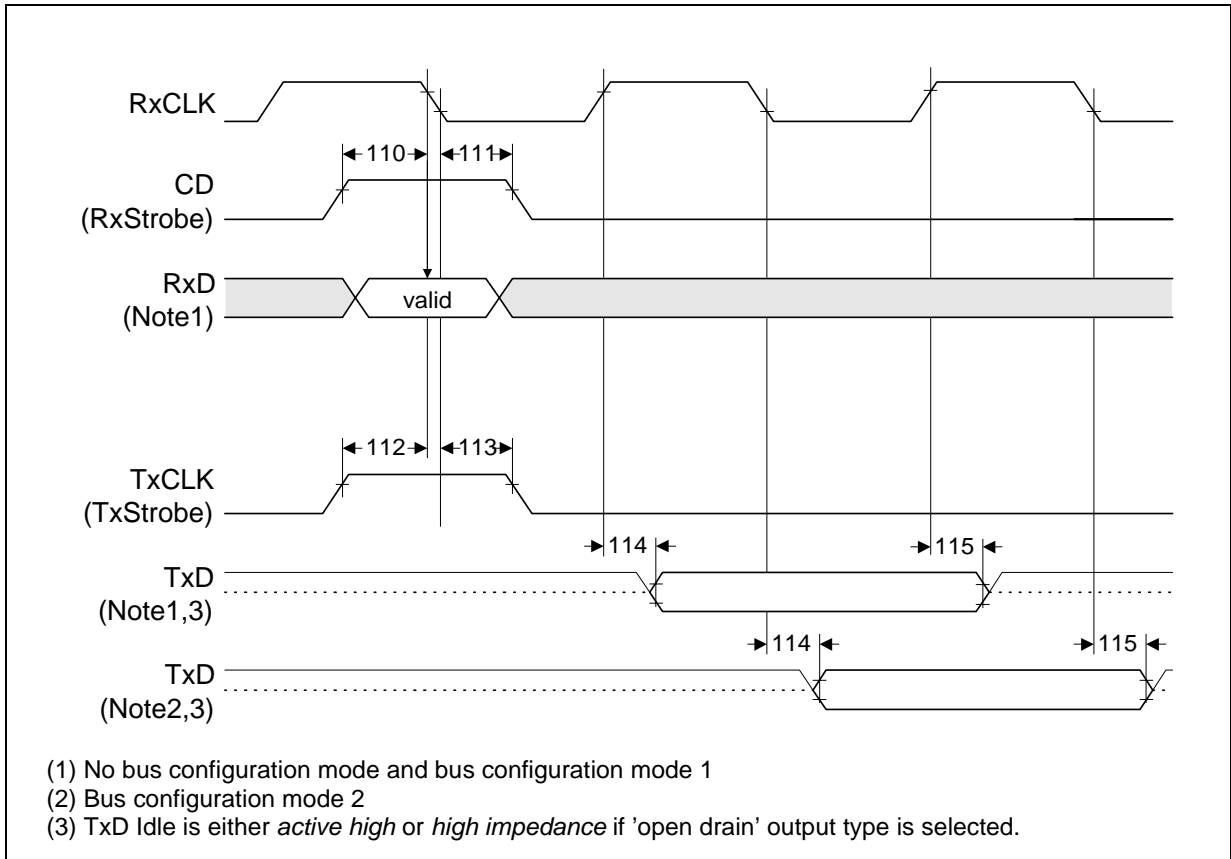 RxCLK
110
111
CD
(RxStrobe)
RxD
(Note1)
valid
112
113
TxCLK
(TxStrobe)
114
115
TxD
(Note1,3)
114
115
TxD
(Note2,3)
(1) No bus configuration mode and bus configuration mode 1
(2) Bus configuration mode 2
(3) TxD Idle is either active high or high impedance if ’open drain’ output type is selected.